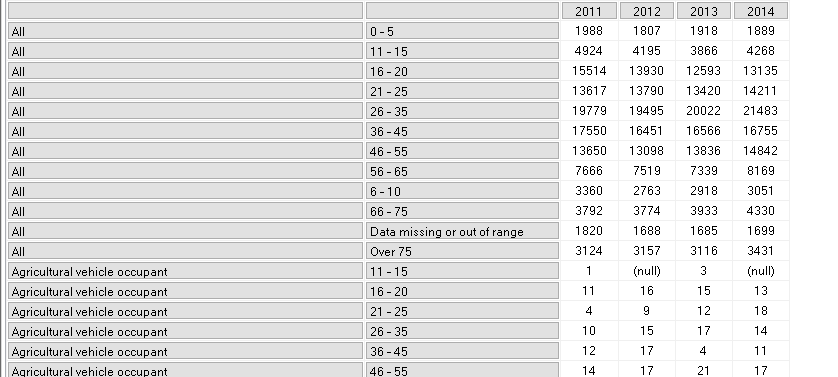 2011 2012 2013 2014
All 0 - 5 1988 1807 1918 1889
All 11 - 15 4924 4195 3866 4268
All 16 - 20 15514 13930 12593 13135
All 21 - 25 13617 13790 13420 14211
All 26 - 35 19779 19495 20022 21483
All 36 - 45 17550 16451 16566 16755
All 46 - 55 13650 13098 13836 14842
All 56 - 65 7666 7519 7339 8169
All 6 - 10 3360 2763 2918 3051
All 66 - 75 3792 3774 3933 4330
All Data missing or out of range 1820 1688 1685 1699
All Over 75 3124 3157 3116 3431
Agricultural vehicle occupant 11 - 15 1 (null) 3 (null)
Agricultural vehicle occupant 16 - 20 11 16 15 13
Agricultural vehicle occupant 21 - 25 4 9 12 18
Agricultural vehicle occupant 26 - 35 10 15 17 14
Agricultural vehicle occupant 36 - 45 12 17 4 11
Agricultural vehicle occupant 46 - 55 14 17 21 17